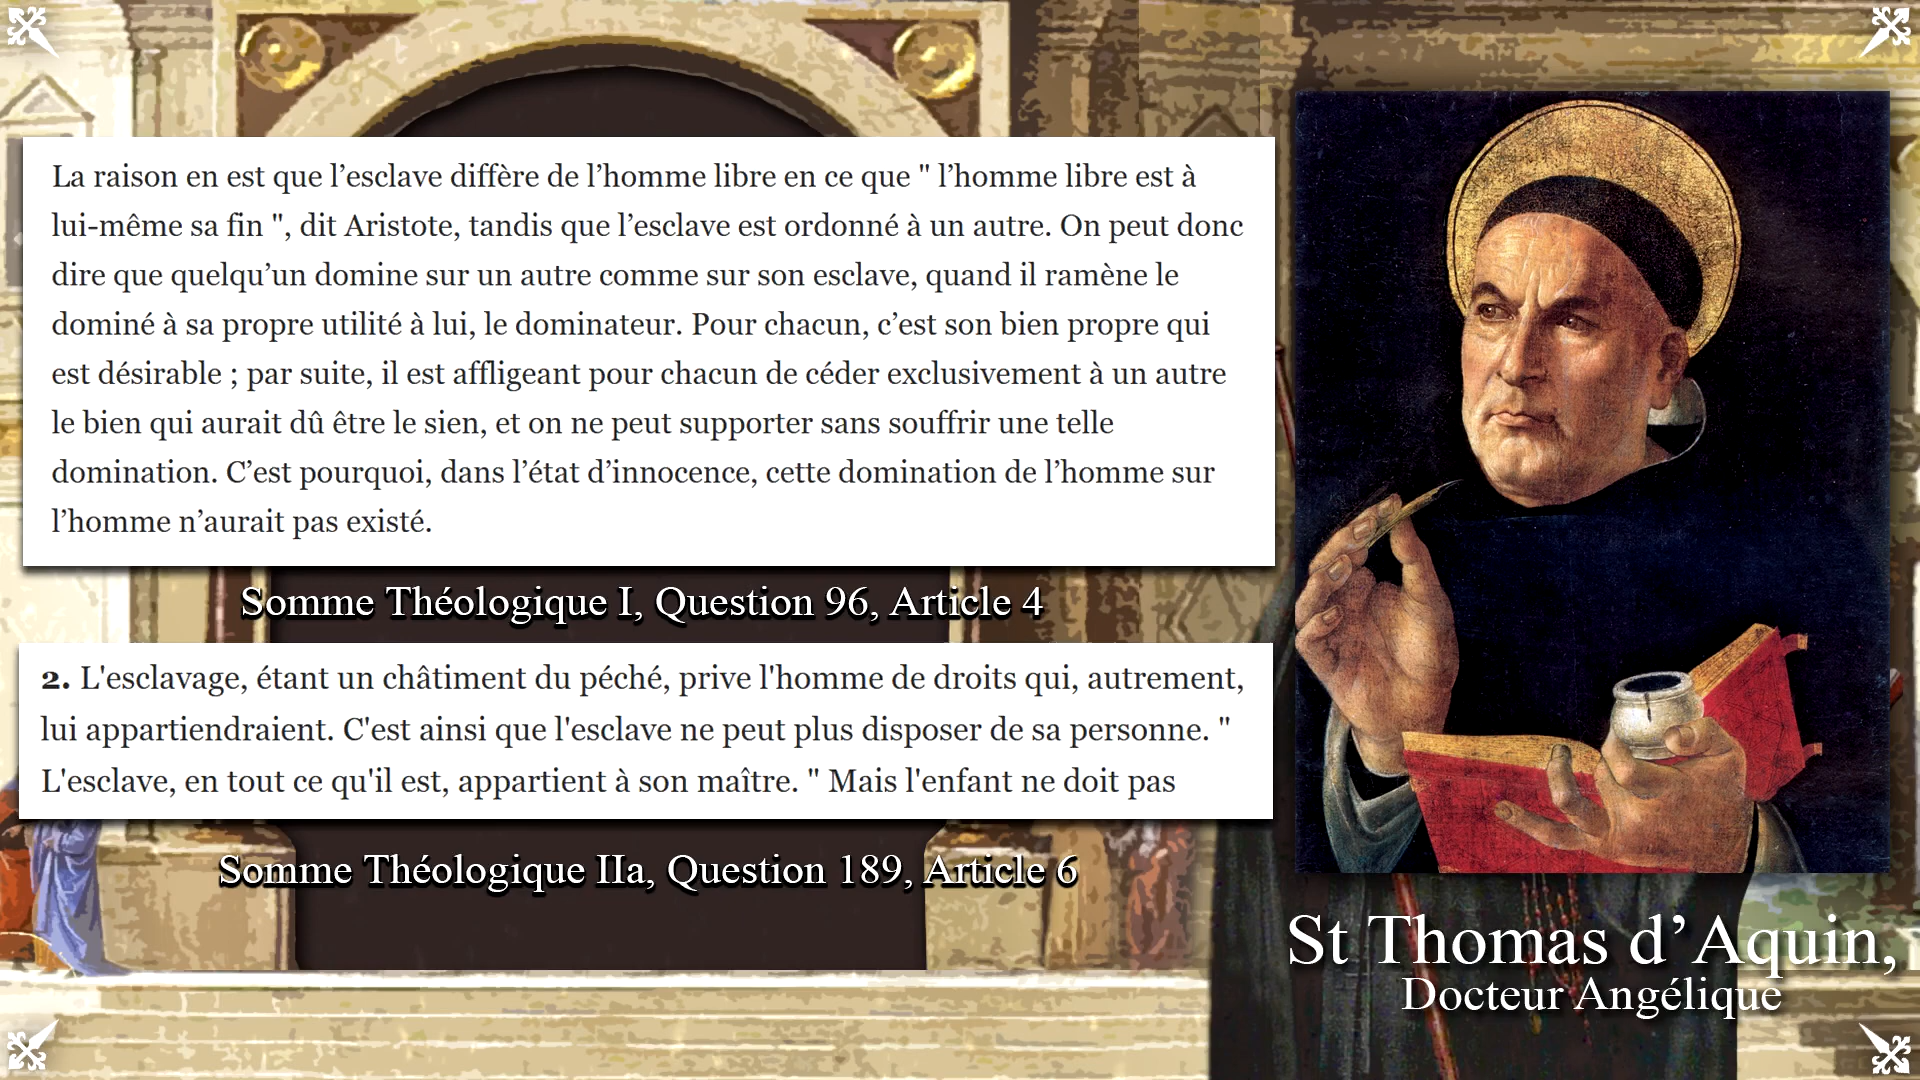 La raison en est que l’esclave diffère de l’homme libre en ce que " l’homme libre est à
lui-même sa fin ", dit Aristote, tandis que l’esclave est ordonné à un autre. On peut donc
dire que quelqu’un domine sur un autre comme sur son esclave, quand il ramène le
dominé à sa propre utilité à lui, le dominateur. Pour chacun, c’est son bien propre qui
est désirable ; par suite, il est affligeant pour chacun de céder exclusivement à un autre
le bien qui aurait dû être le sien, et on ne peut supporter sans souffrir une telle
domination. C’est pourquoi, dans l’état d’innocence, cette domination de l’homme sur
l’homme n’aurait pas existé.
Somme Théologique I, Question 96, Article 4
2. L'esclavage, étant un châtiment du péché, prive l'homme de droits qui, autrement,
lui appartiendraient. C'est ainsi que l'esclave ne peut plus disposer de sa personne. "
L'esclave, en tout ce qu'il est, appartient à son maître. " Mais l'enfant ne doit pas
Somme Théologique IIa, Question 189, Article 6
St Thomas d’Aquin,
Docteur Angélique